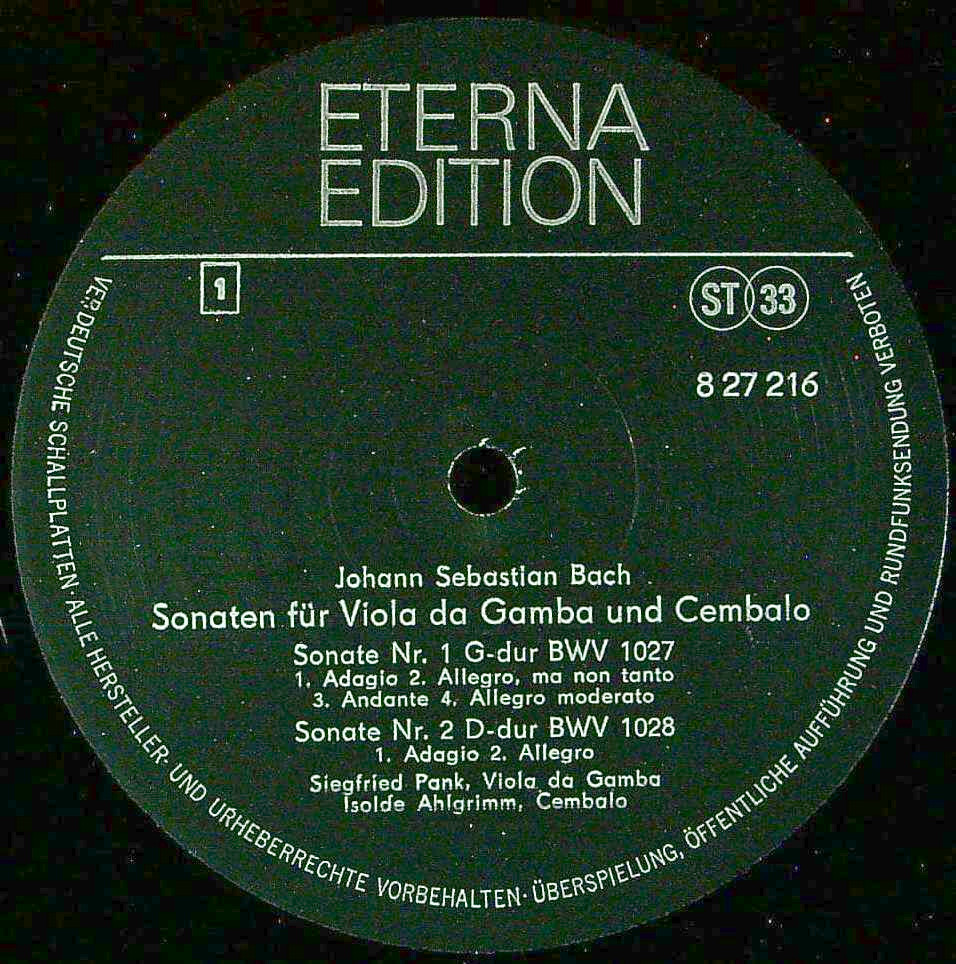 ETERNA
EDITION
1
ST 33
8 27 216
Johann Sebastian Bach
Sonaten für Viola da Gamba und Cembalo
Sonate Nr. 1 G-dur BWV 1027
1. Adagio 2. Allegro, ma non tanto
3. Andante 4. Allegro moderato
Sonate Nr. 2 D-dur BWV 1028
1. Adagio 2. Allegro
Siegfried Pank, Viola da Gamba
Isolde Ahlgrimm, Cembalo
VEB DEUTSCHE SCHALLPLATTEN · ALLE HERSTELLER- UND URHEBERRECHTE VORBEHALTEN · ÜBERSPIELUNG, ÖFFENTLICHE AUFFÜHRUNG UND RUNDFUNKSENDUNG VERBOTEN